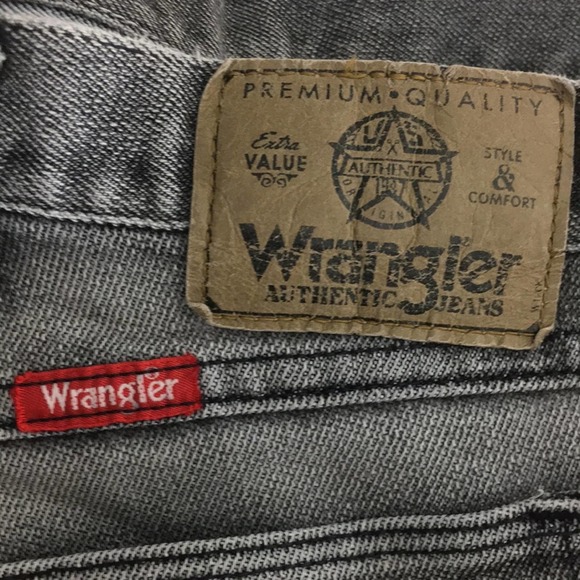 PREMIUM • QUALITY
Extra
VALUE
AUTHENTIC
STYLE
&
COMFORT
Wrangler
AUTHENTIC JEANS
Wrangler